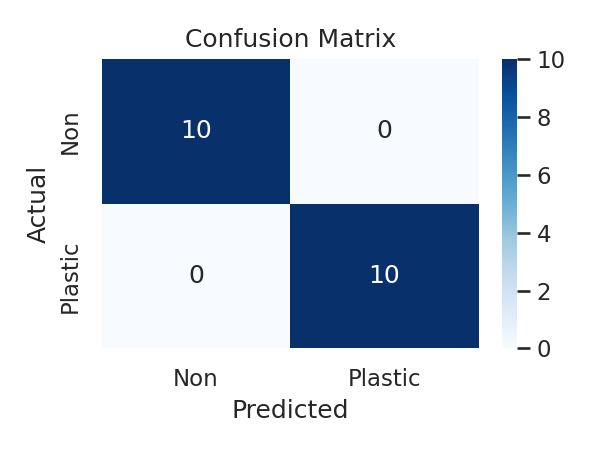 Confusion Matrix
Actual
Non
10
0
Plastic
0
10
Non
Plastic
Predicted
10
8
6
4
2
0